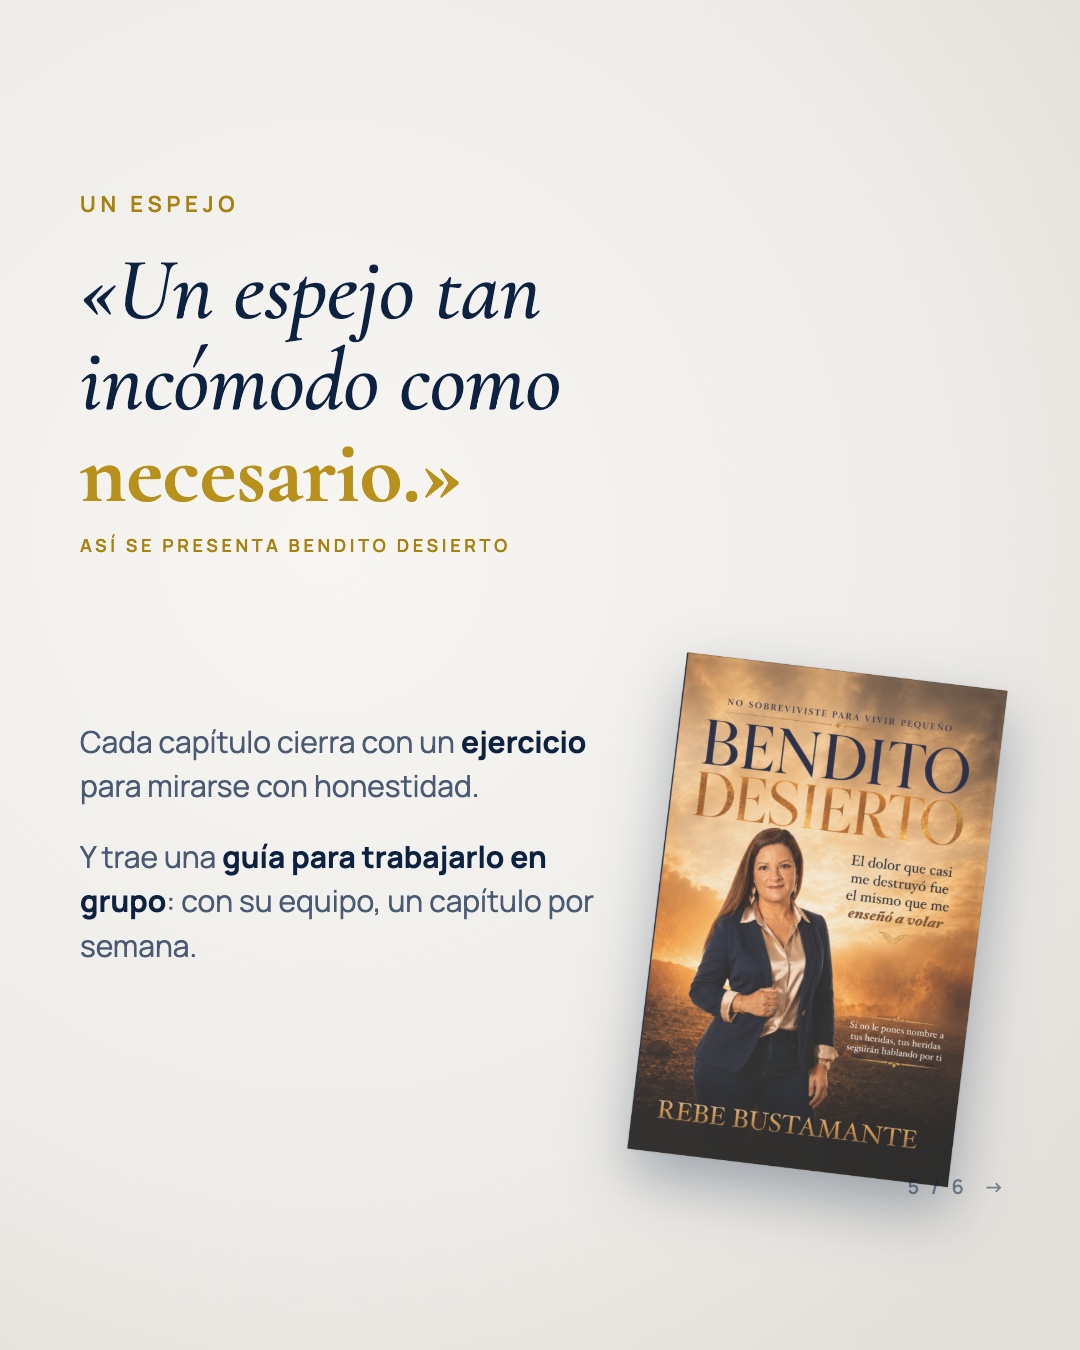 UN ESPEJO
«Un espejo tan
incómodo como
necesario.»
ASÍ SE PRESENTA BENDITO DESIERTO
Cada capítulo cierra con un ejercicio
para mirarse con honestidad.
Y trae una guía para trabajarlo en
grupo: con su equipo, un capítulo por
semana.
NO SOBREVIVISTE PARA VIVIR PEQUEÑO
BENDITO
DESIERTO
El dolor que casi
me destruyó fue
el mismo que me
enseñó a volar
Si no le pones nombre a
tus heridas, tus heridas
seguirán hablando por ti
REBE BUSTAMANTE
5 / 6 →